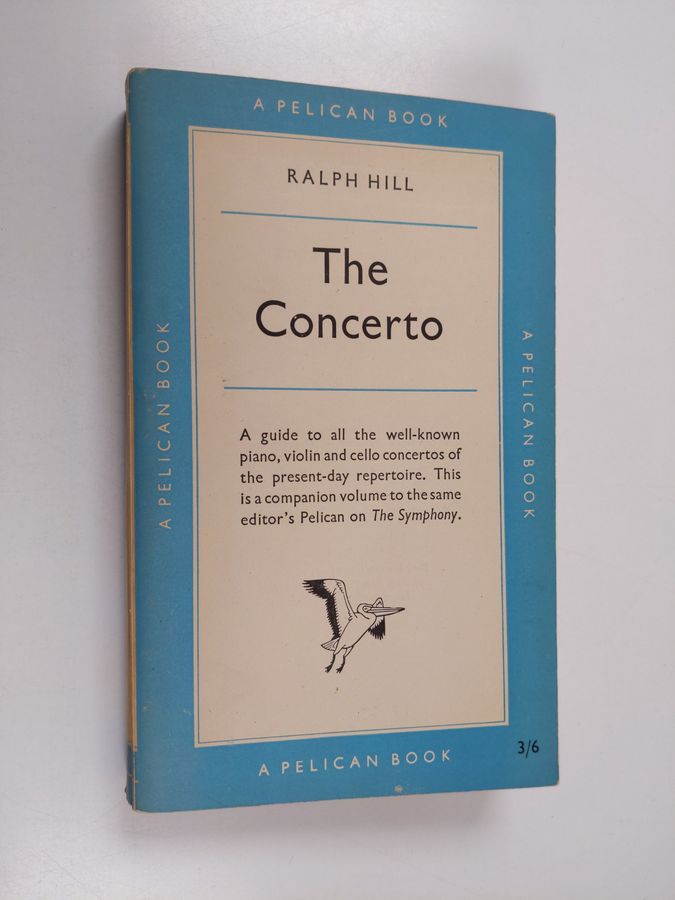 A PELICAN BOOK
RALPH HILL
The
Concerto
A guide to all the well-known
piano, violin and cello concertos of
the present-day repertoire. This
is a companion volume to the same
editor's Pelican on The Symphony.
A PELICAN BOOK
A PELICAN BOOK
3/6
A PELICAN BOOK